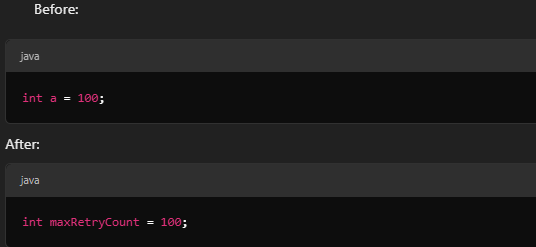 Before:
java
int a = 100;
After:
java
int maxRetryCount = 100;